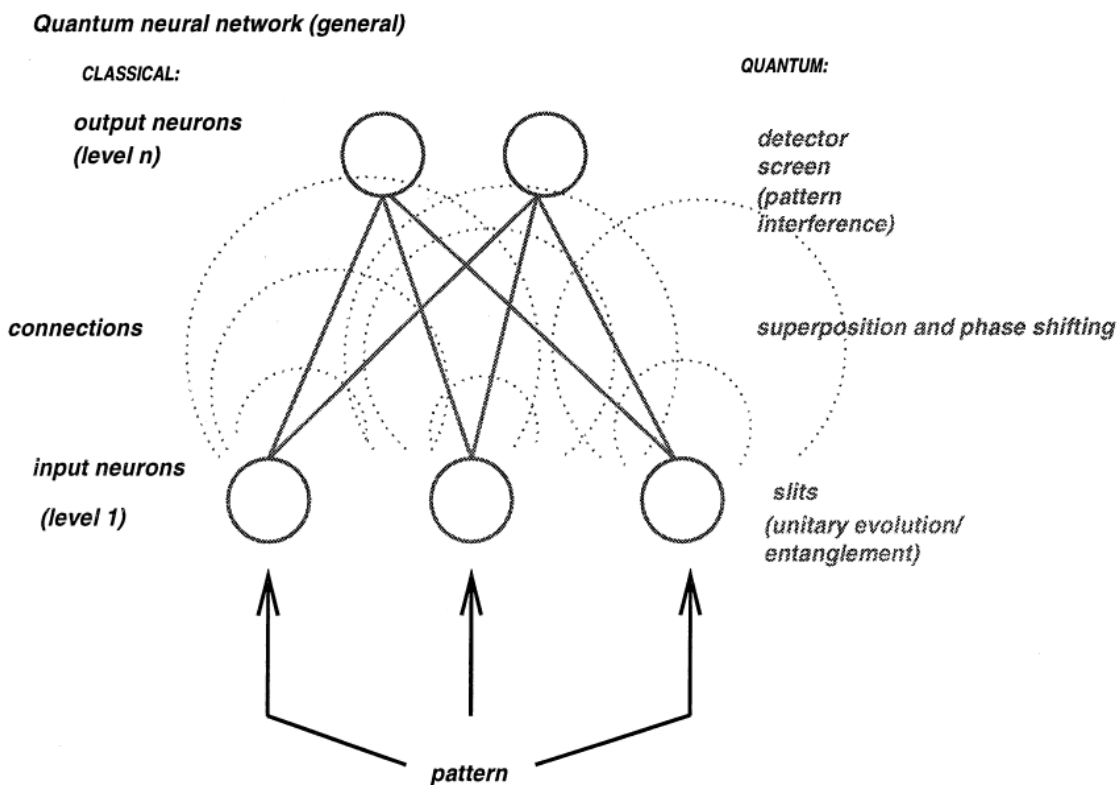 Quantum neural network (general)
CLASSICAL:
QUANTUM:
output neurons
(level n)
detector
screen
(pattern
interference)
connections
superposition and phase shifting
input neurons
(level 1)
slits
(unitary evolution/
entanglement)
pattern